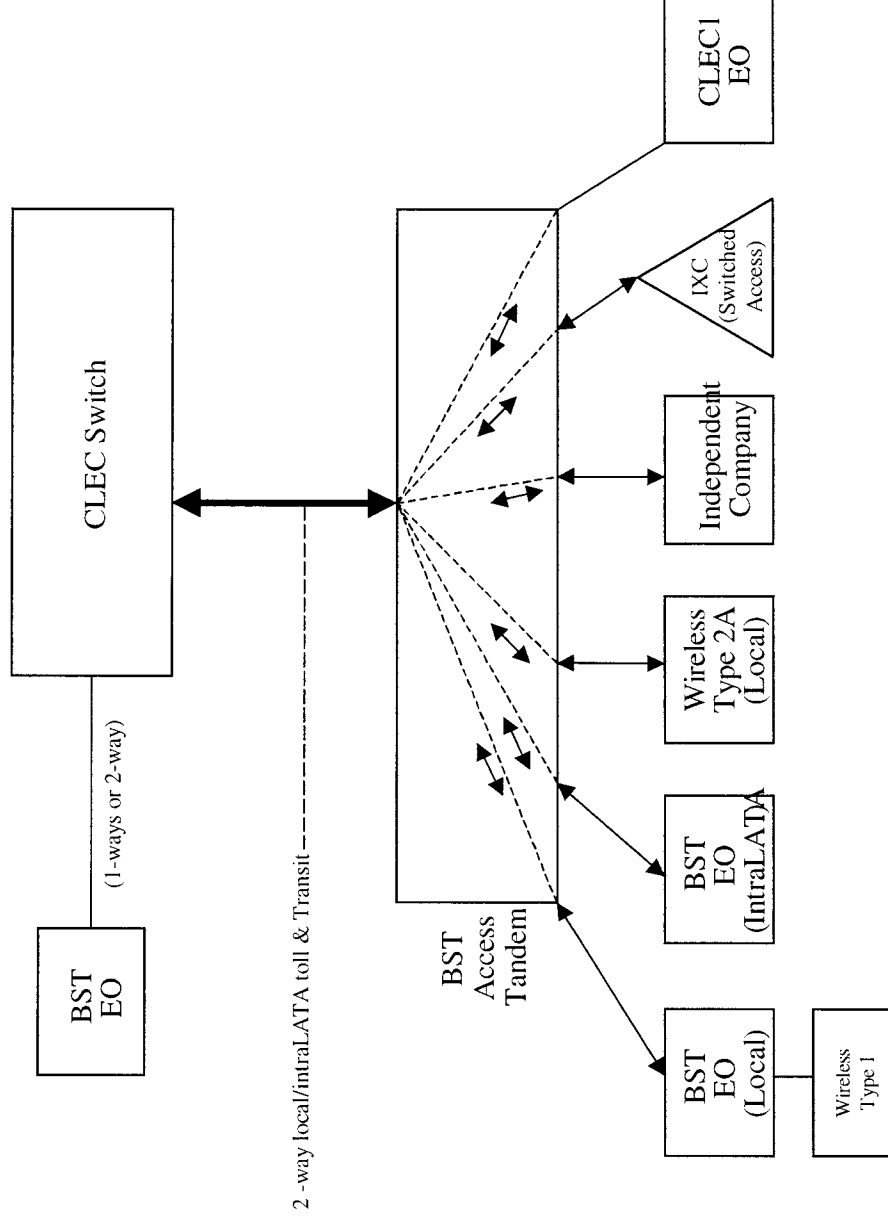 CLEC Switch
BST
EO
(1-ways or 2-way)
2 -way local/intraLATA toll & Transit
BST
Access
Tandem
BST
EO
(Local)
Wireless
Type 1
BST
EO
(IntraLATA)
Wireless
Type 2A
(Local)
Independent
Company
IXC
(Switched
Access)
CLEC1
EO